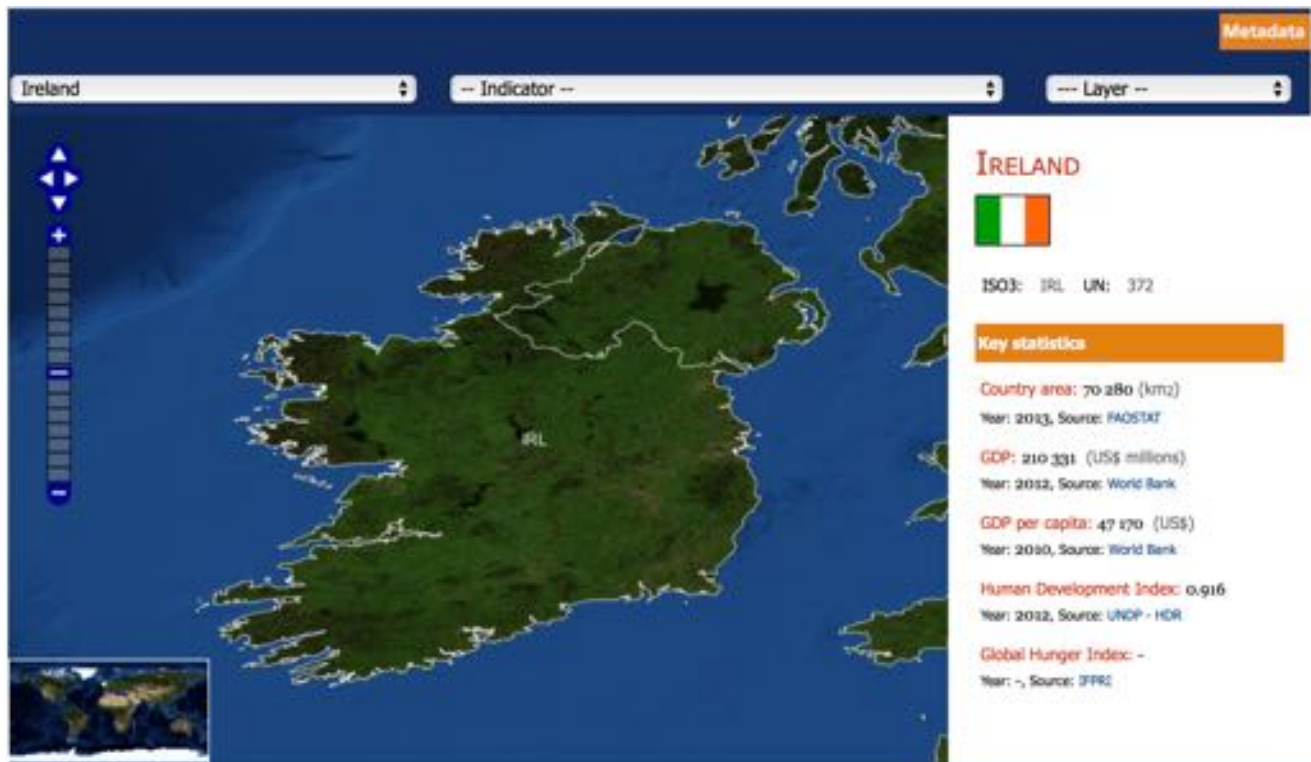 Metadata
Ireland
-- Indicator --
--- Layer --
IRELAND
ISO3: IRL UN: 372
Key statistics
Country area: 70 280 (km2)
Year: 2013, Source: FAOSTAT
GDP: 210 331 (US$ millions)
Year: 2012, Source: World Bank
GDP per capita: 47 170 (US$)
Year: 2010, Source: World Bank
Human Development Index: 0.916
Year: 2012, Source: UNDP - HDR
Global Hunger Index: -
Year: -, Source: IFPRI
IRL